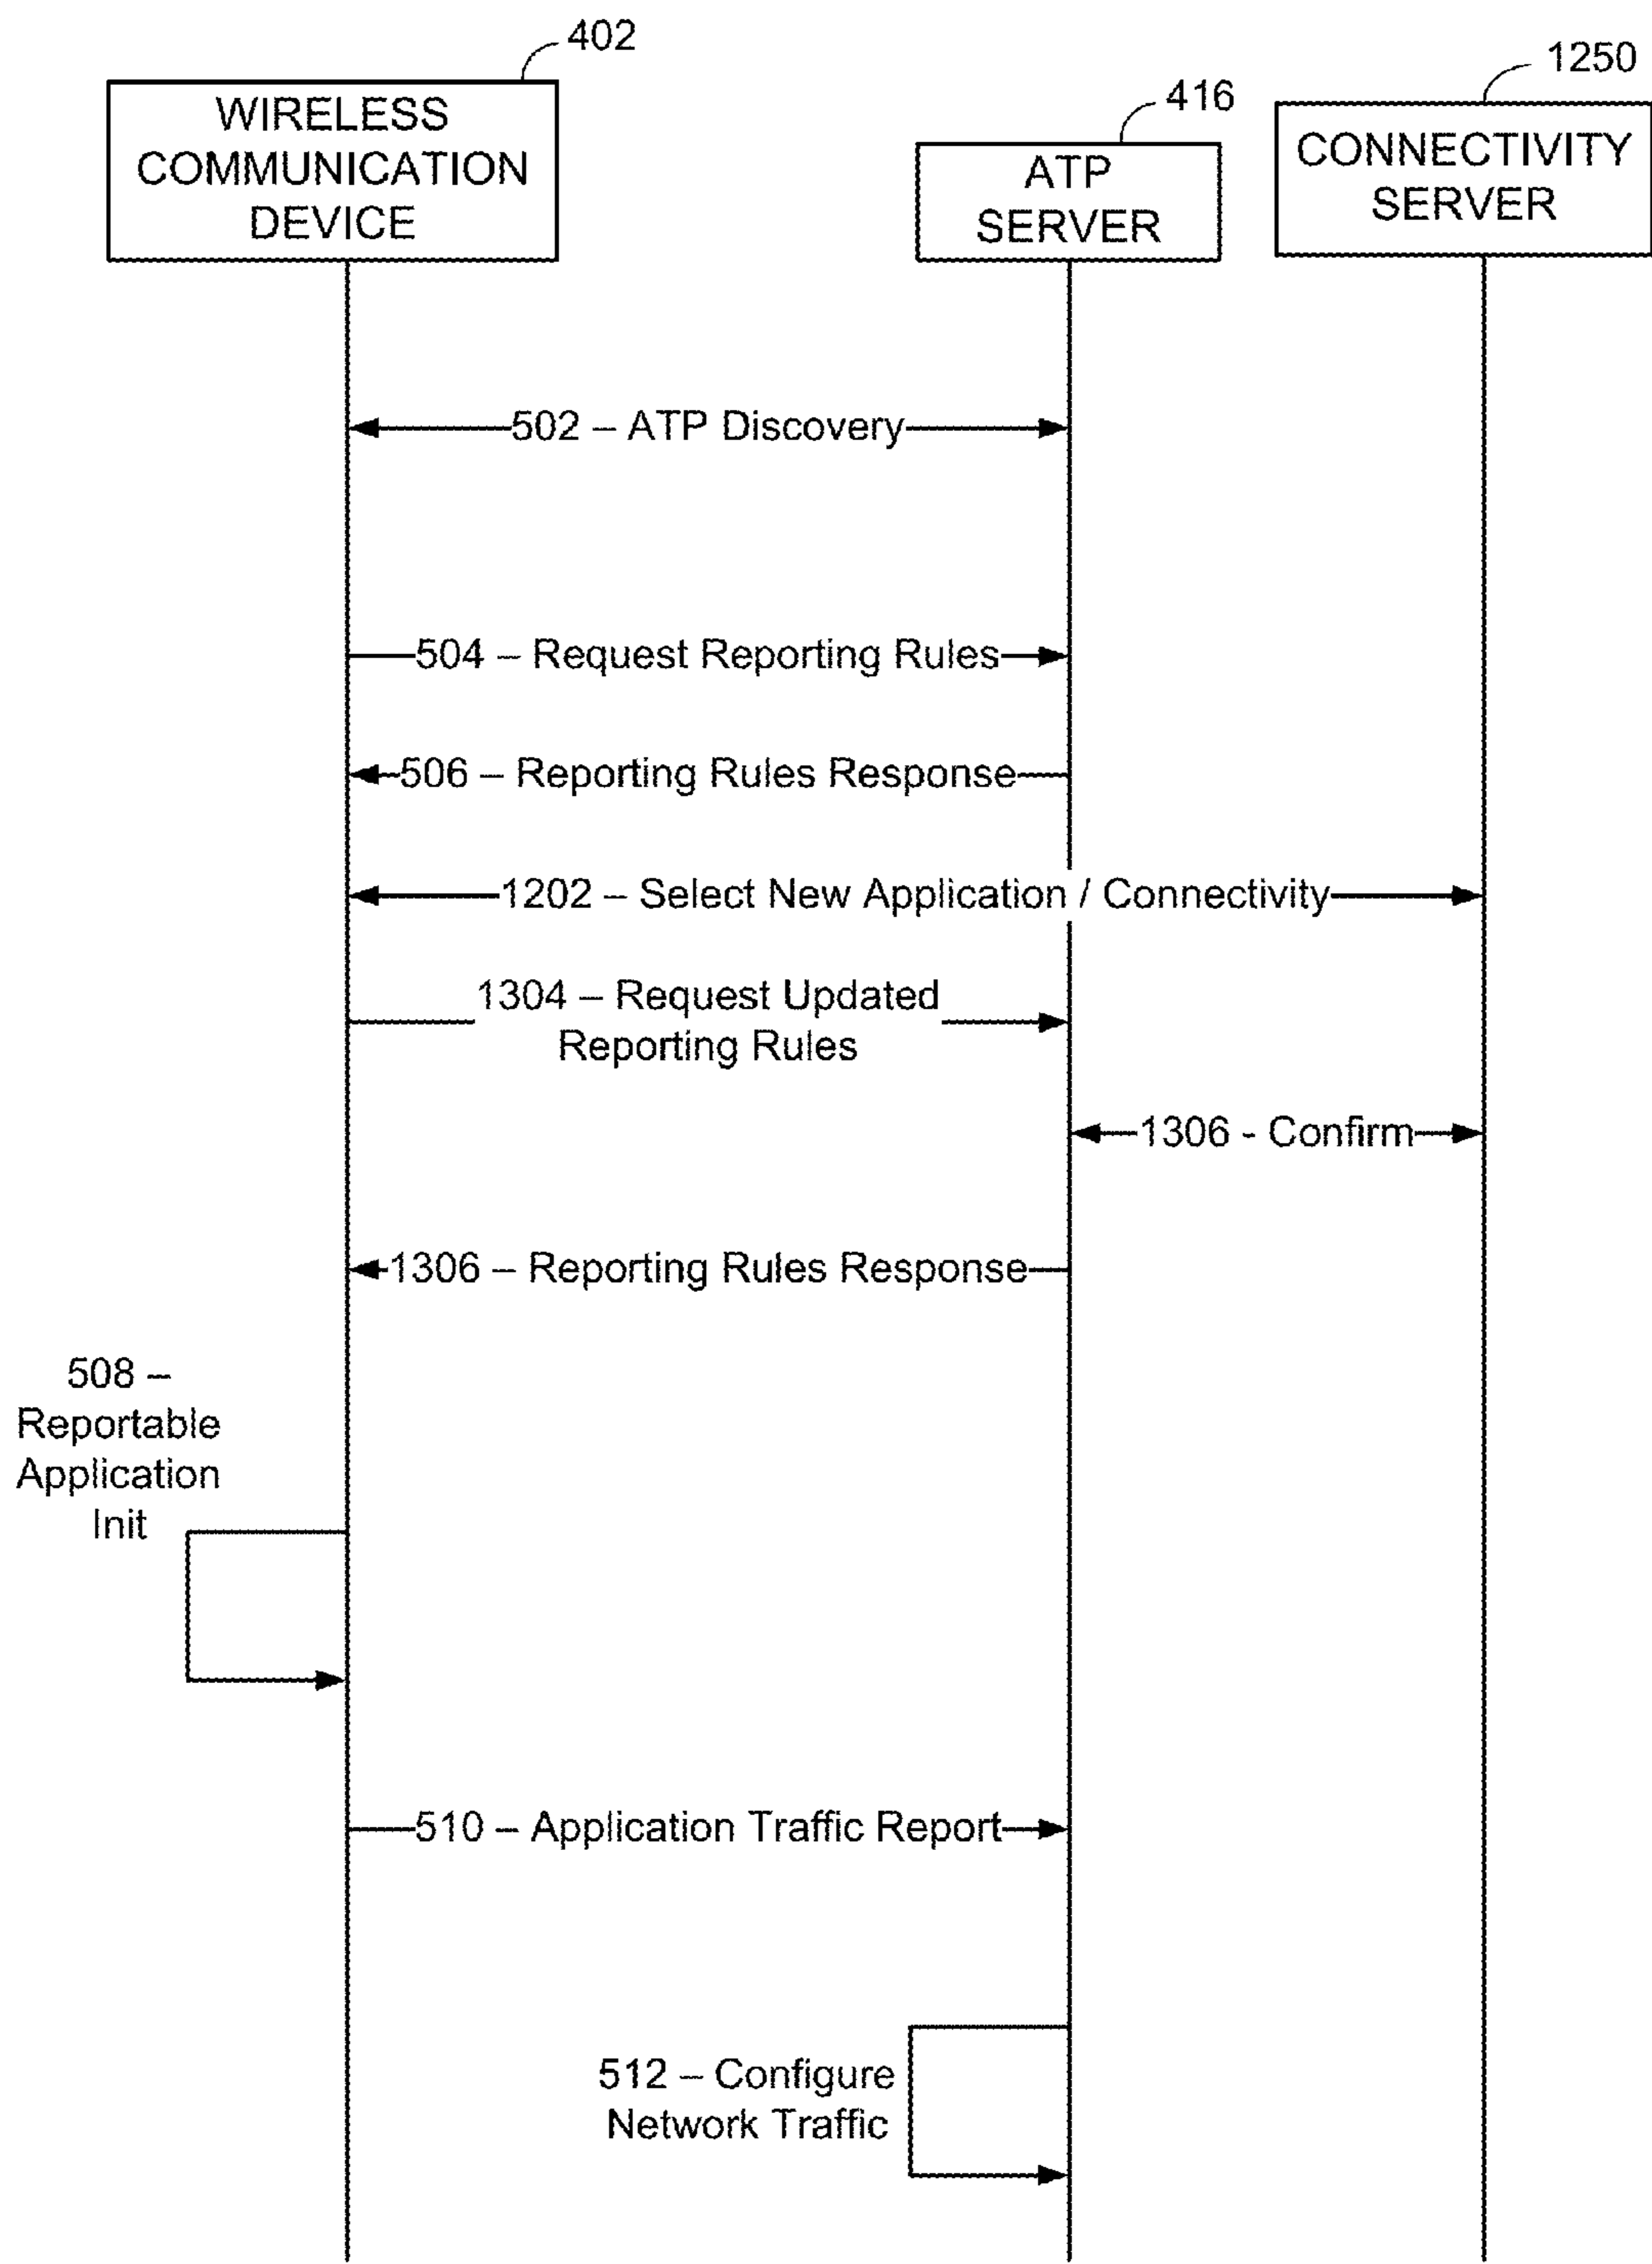 402
WIRELESS
COMMUNICATION
DEVICE
416
ATP
SERVER
1250
CONNECTIVITY
SERVER
502 – ATP Discovery
504 – Request Reporting Rules
506 – Reporting Rules Response
1202 – Select New Application / Connectivity
1304 – Request Updated
Reporting Rules
1306 - Confirm
1306 – Reporting Rules Response
508 –
Reportable
Application
Init
510 – Application Traffic Report
512 – Configure
Network Traffic